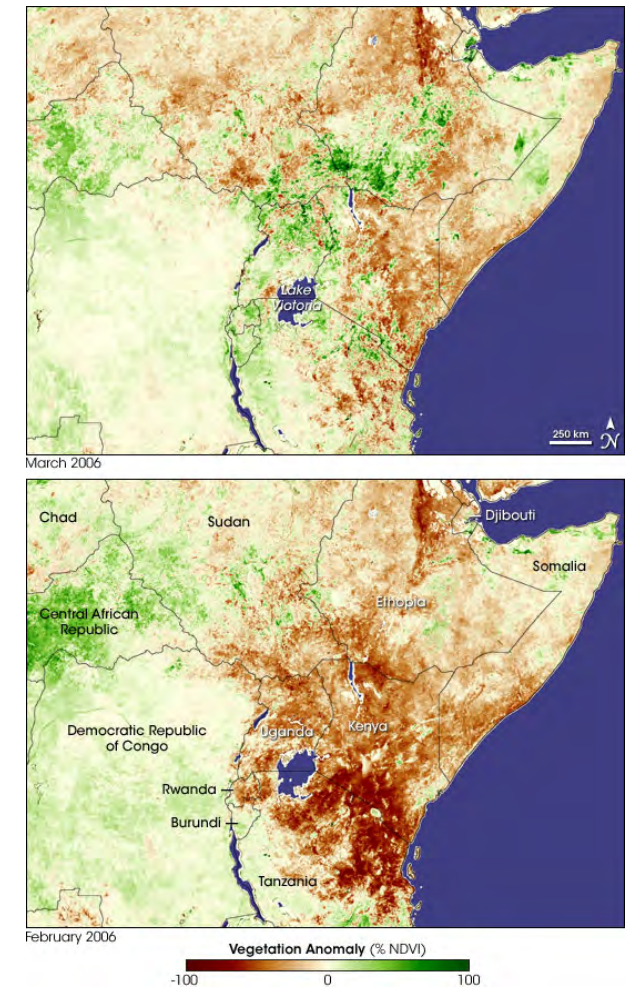 Lake
Victoria
250 km
N
March 2006
Chad
Sudan
Djibouti
Somalia
Ethopia
Central African
Republic
Democratic Republic
of Congo
Uganda
Kenya
Rwanda
Burundi
Tanzania
February 2006
Vegetation Anomaly (% NDVI)
-100 0 100